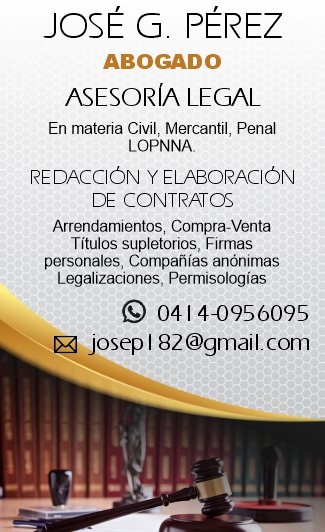 JOSÉ G. PÉREZ
ABOGADO
ASESORÍA LEGAL
En materia Civil, Mercantil, Penal
LOPNNA.
REDACCIÓN Y ELABORACIÓN
DE CONTRATOS
Arrendamientos, Compra-Venta
Títulos supletorios, Firmas
personales, Compañías anónimas
Legalizaciones, Permisologías
0414-0956095
josep182@gmail.com